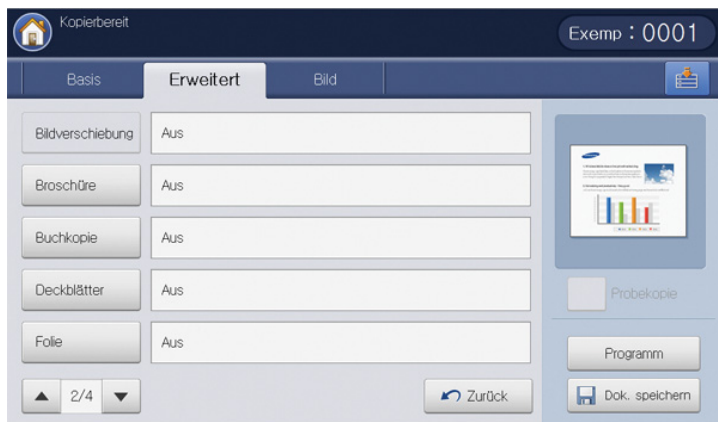 Kopierbereit
Exemp : 0001
Basis
Erweitert
Bild
Bildverschiebung
Aus
Broschüre
Aus
Buchkopie
Aus
Deckblätter
Aus
Folie
Aus
2/4
Zurück
Probekopie
Programm
Dok. speichern